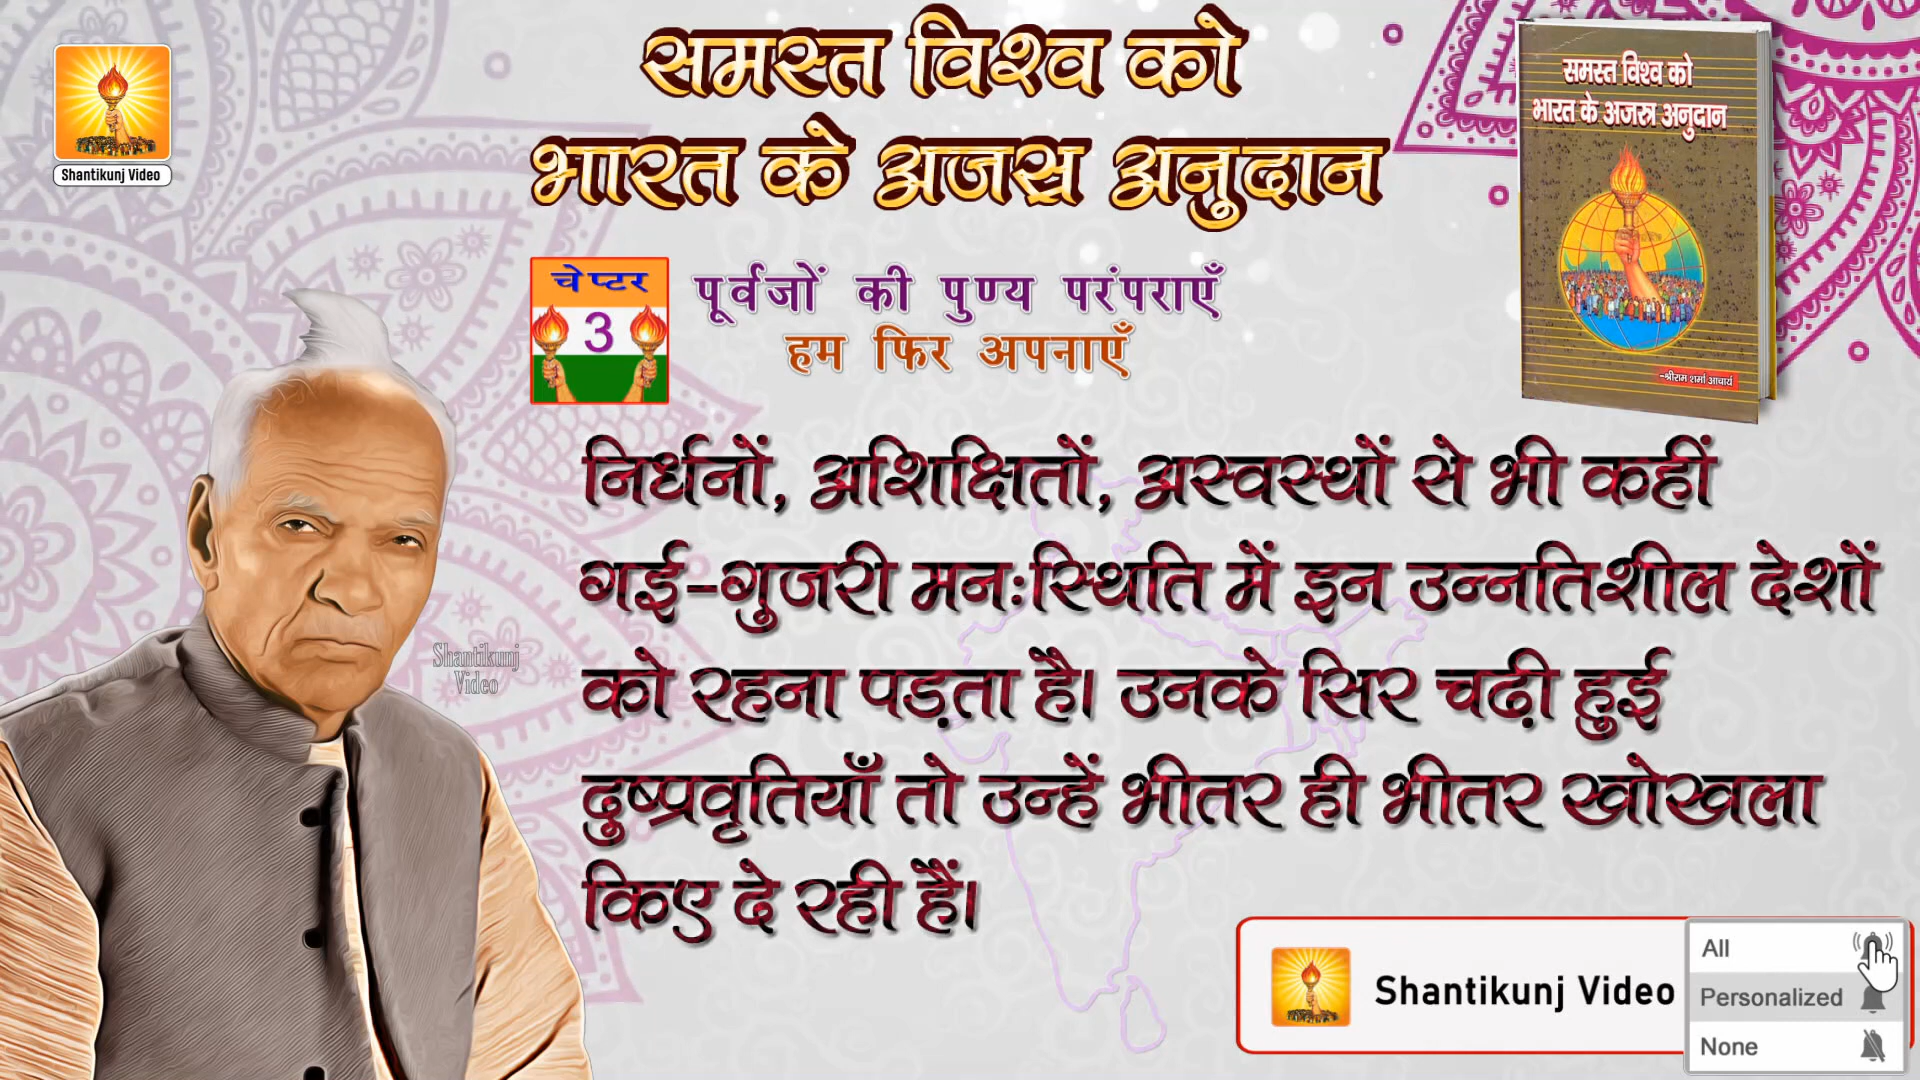 समस्त विश्व को
भारत के अजस्र अनुदान
Shantikunj Video
समस्त विश्व को
भारत के अजस्र अनुदान
-श्रीराम शर्मा आचार्य
चेप्टर
3
पूर्वजों की पुण्य परंपराएँ
हम फिर अपनाएँ
निर्धनों, अशिक्षितों, अस्वस्थों से भी कहीं
गई-गुजरी मनःस्थिति में इन उन्नतिशील देशों
को रहना पड़ता है। उनके सिर चढ़ी हुई
दुष्प्रवृतियाँ तो उन्हें भीतर ही भीतर खोखला
किए दे रही हैं।
Shantikunj
Video
Shantikunj Video
All
Personalized
None